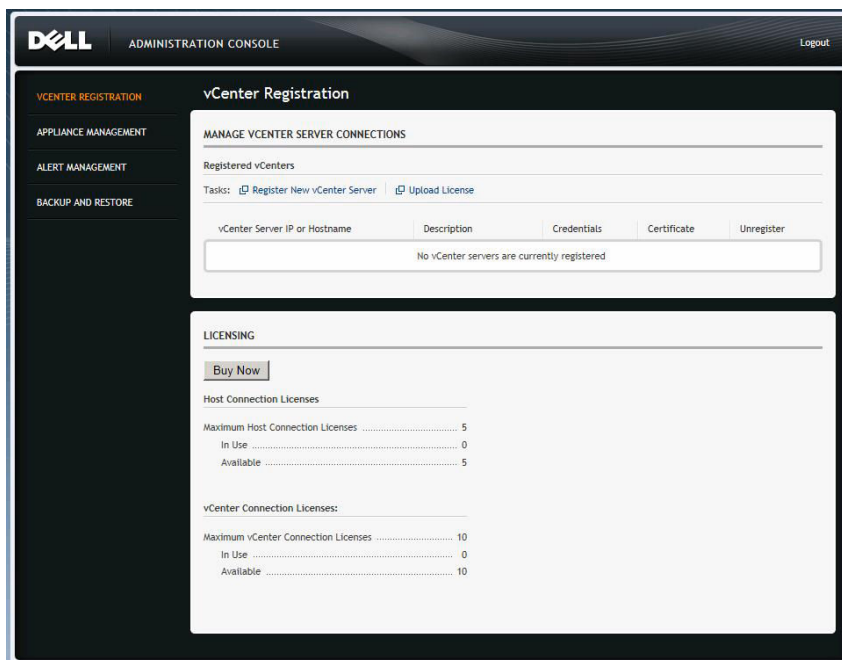 DELL ADMINISTRATION CONSOLE Logout
VCENTER REGISTRATION
APPLIANCE MANAGEMENT
ALERT MANAGEMENT
BACKUP AND RESTORE
vCenter Registration
MANAGE VCENTER SERVER CONNECTIONS
Registered vCenters
Tasks: Register New vCenter Server Upload License
vCenter Server IP or Hostname Description Credentials Certificate Unregister
No vCenter servers are currently registered
LICENSING
Buy Now
Host Connection Licenses
Maximum Host Connection Licenses ................................ 5
In Use ................................ 0
Available ................................ 5
vCenter Connection Licenses:
Maximum vCenter Connection Licenses ........................ 10
In Use ................................ 0
Available ................................ 10